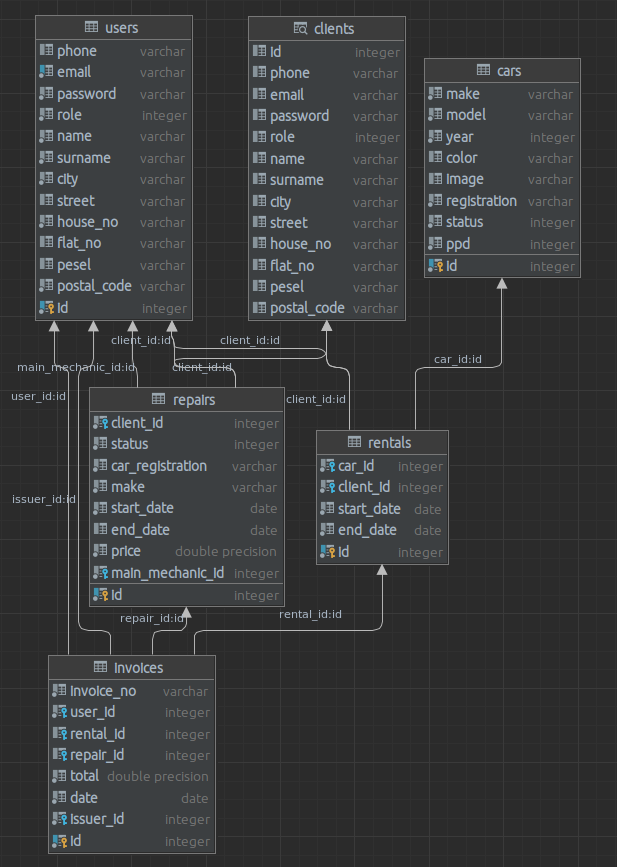 users
phone varchar
email varchar
password varchar
role integer
name varchar
surname varchar
city varchar
street varchar
house_no varchar
flat_no varchar
pesel varchar
postal_code varchar
id integer
clients
id integer
phone varchar
email varchar
password varchar
role integer
name varchar
surname varchar
city varchar
street varchar
house_no varchar
flat_no varchar
pesel varchar
postal_code varchar
cars
make varchar
model varchar
year integer
color varchar
image varchar
registration varchar
status integer
ppd integer
id integer
client_id:id
client_id:id
car_id:id
main_mechanic_id:id
client_id:id
user_id:id
client_id:id
repairs
client_id integer
status integer
car_registration varchar
make varchar
start_date date
end_date date
price double precision
main_mechanic_id integer
id integer
rentals
car_id integer
client_id integer
start_date date
end_date date
id integer
issuer_id:id
repair_id:id
rental_id:id
invoices
invoice_no varchar
user_id integer
rental_id integer
repair_id integer
total double precision
date date
issuer_id integer
id integer